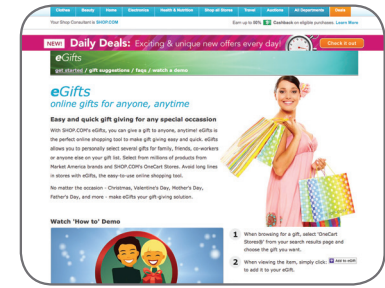 Clothes Beauty Home Electronics Health & Nutrition Shop all Stores Travel Auctions All Departments Deals
Your Shop Consultant is SHOP.COM
Earn up to 50% Cashback on eligible purchases. Learn More
NEW! Daily Deals: Exciting & unique new offers every day! Check it out
eGifts
get started / gift suggestions / faqs / watch a demo
eGifts
online gifts for anyone, anytime
Easy and quick gift giving for any special occassion
With SHOP.COM's eGifts, you can give a gift to anyone, anytime! eGifts is
the perfect online shopping tool to make gift giving easy and quick. eGifts
allows you to personally select several gifts for family, friends, co-workers
or anyone else on your gift list. Select from millions of products from
Market America brands and SHOP.COM's OneCart Stores. Avoid long lines
in stores with eGifts, the easy-to-use online shopping tool.
No matter the occasion - Christmas, Valentine's Day, Mother's Day,
Father's Day, and more - make eGifts your gift-giving solution.
Watch 'How to' Demo
1 When browsing for a gift, select 'OneCart
Stores®' from your search results page and
choose the gift you want.
2 When viewing the item, simply click: Add to eGift
to add it to your eGift.